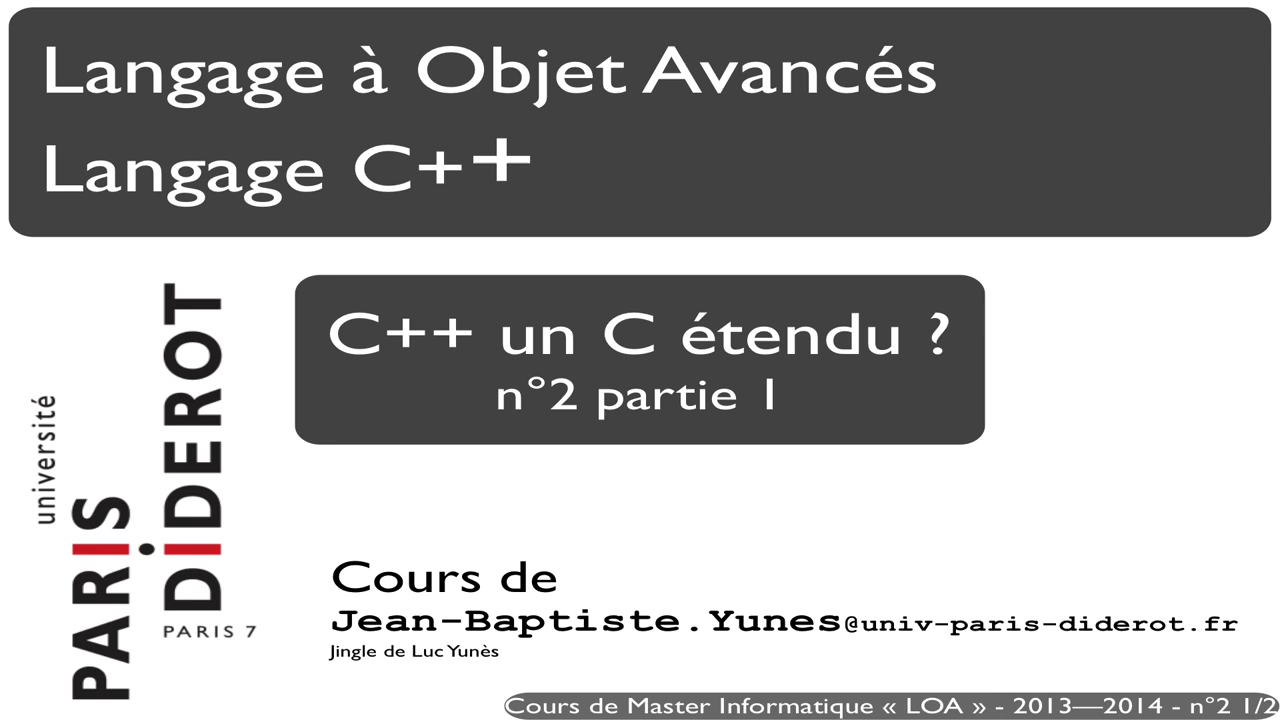 Langage à Objet Avancés
Langage C++
C++ un C étendu ?
n°2 partie 1
université
PARIS
DIDEROT
PARIS 7
Cours de
Jean-Baptiste.Yunes@univ-paris-diderot.fr
Jingle de Luc Yunès
Cours de Master Informatique « LOA » - 2013—2014 - n°2 1/2